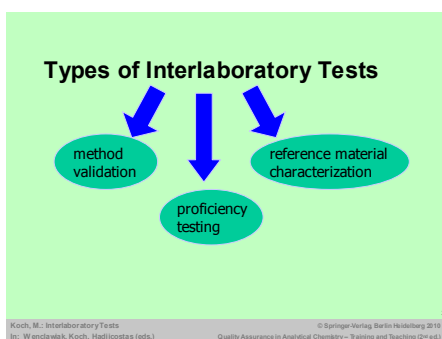 Types of Interlaboratory Tests
method
validation
reference material
characterization
proficiency
testing
Koch, M.: Interlaboratory Tests
© Springer-Verlag, Berlin Heidelberg 2010
In: Wenclawiak, Koch, Hadjicostas (eds.)
Quality Assurance in Analytical Chemistry – Training and Teaching (2nd ed.)